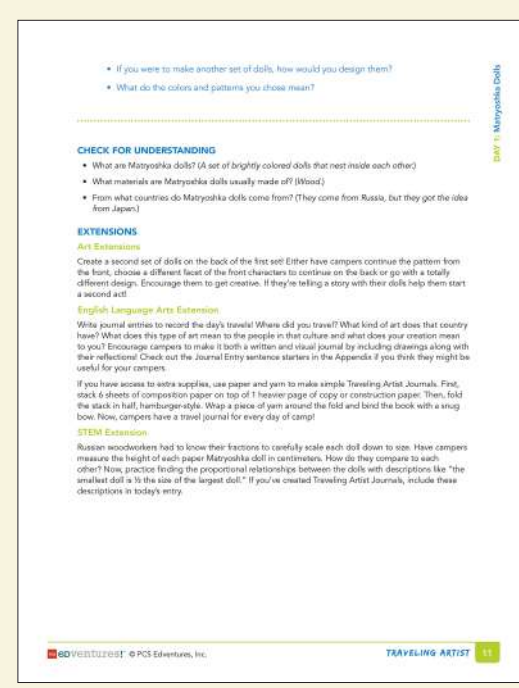 • If you were to make another set of dolls, how would you design them?
• What do the colors and patterns you chose mean?
DAY 1: Matryoshka Dolls
CHECK FOR UNDERSTANDING
• What are Matryoshka dolls? (A set of brightly colored dolls that nest inside each other.)
• What materials are Matryoshka dolls usually made of? (Wood.)
• From what countries do Matryoshka dolls come from? (They come from Russia, but they got the idea
from Japan.)
EXTENSIONS
Art Extensions
Create a second set of dolls on the back of the first set! Either have campers continue the pattern from
the front, choose a different facet of the front characters to continue on the back or go with a totally
different design. Encourage them to get creative. If they're telling a story with their dolls help them start
a second act!
English Language Arts Extension
Write journal entries to record the day's travels! Where did you travel? What kind of art does that country
have? What does this type of art mean to the people in that culture and what does your creation mean
to you? Encourage campers to make it both a written and visual journal by including drawings along with
their reflections! Check out the Journal Entry sentence starters in the Appendix if you think they might be
useful for your campers.
If you have access to extra supplies, use paper and yarn to make simple Traveling Artist Journals. First,
stack 6 sheets of composition paper on top of 1 heavier page of copy or construction paper. Then, fold
the stack in half, hamburger-style. Wrap a piece of yarn around the fold and bind the book with a snug
bow. Now, campers have a travel journal for every day of camp!
STEM Extension
Russian woodworkers had to know their fractions to carefully scale each doll down to size. Have campers
measure the height of each paper Matryoshka doll in centimeters. How do they compare to each
other? Now, practice finding the proportional relationships between the dolls with descriptions like "the
smallest doll is ½ the size of the largest doll." If you've created Traveling Artist Journals, include these
descriptions in today's entry.
edventures! © PCS Edventures, Inc.
TRAVELING ARTIST 11